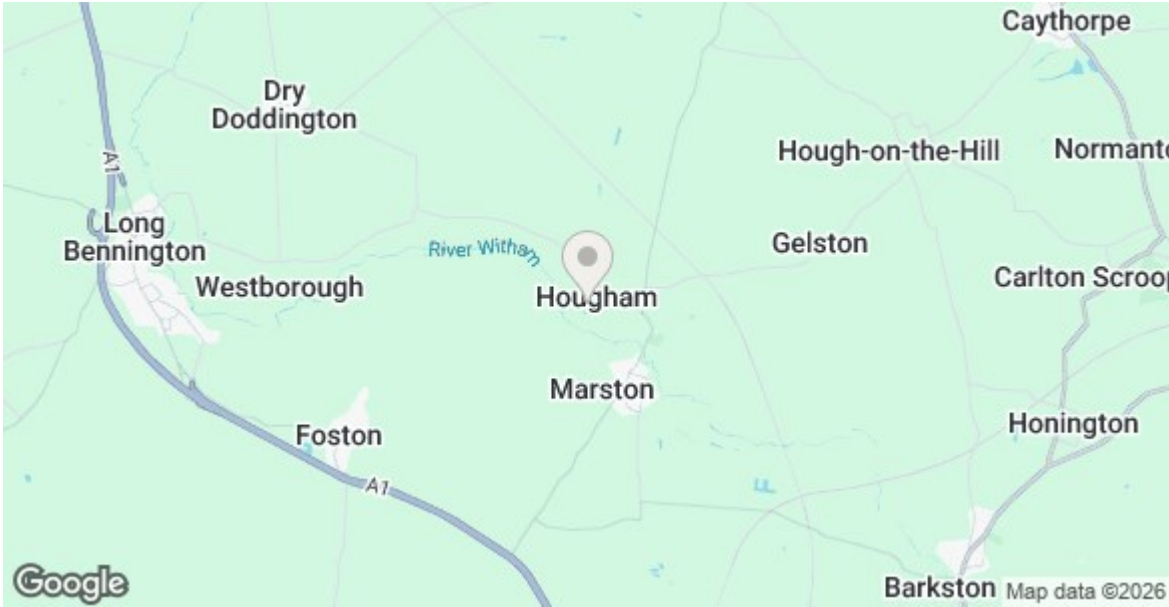 Caythorpe
Dry
Doddington
A1
Hough-on-the-Hill
Normanto
Long
Bennington
River Witham
Gelston
Westborough
Hougham
Carlton Scroop
Marston
Honington
Foston
A1
Google
Barkston
Map data ©2026